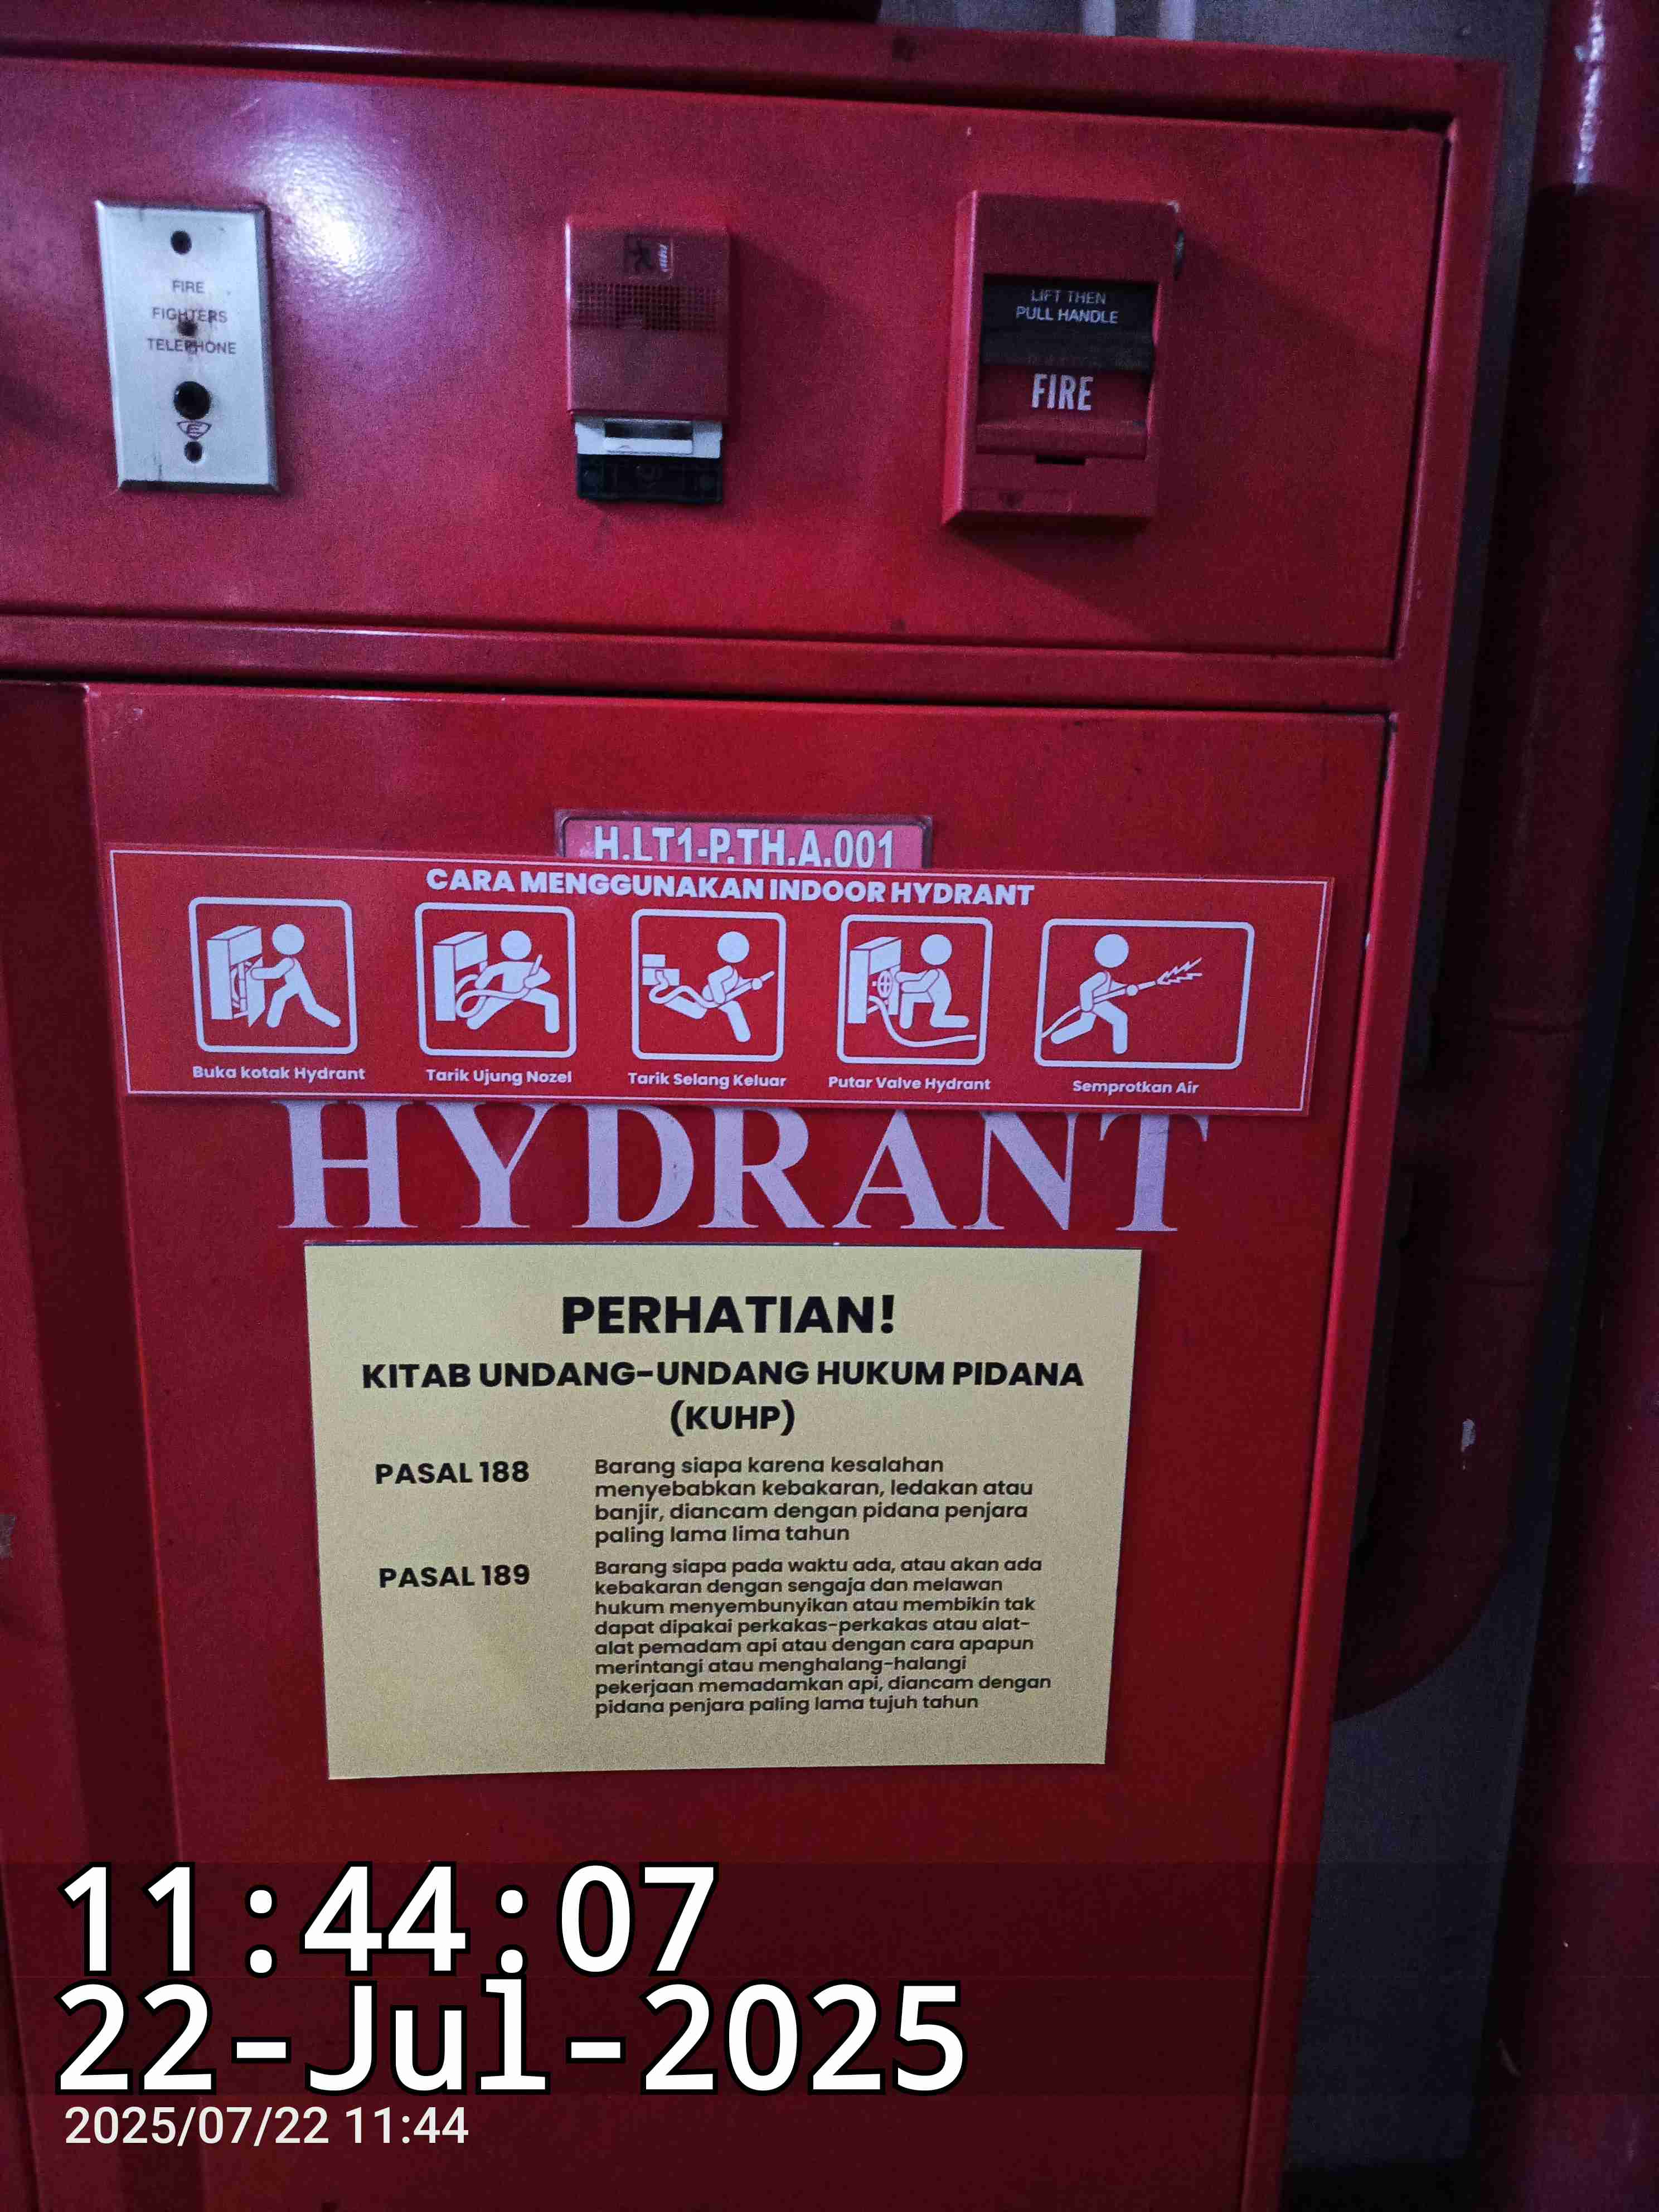 FIRE
FIGHTERS
TELEPHONE
E
LIFT THEN
PULL HANDLE
FIRE
H.LT1-P.TH.A.001
CARA MENGGUNAKAN INDOOR HYDRANT
Buka kotak Hydrant
Tarik Ujung Nozel
Tarik Selang Keluar
Putar Valve Hydrant
Semprotkan Air
HYDRANT
PERHATIAN!
KITAB UNDANG-UNDANG HUKUM PIDANA
(KUHP)
PASAL 188
Barang siapa karena kesalahan
menyebabkan kebakaran, ledakan atau
banjir, diancam dengan pidana penjara
paling lama lima tahun
PASAL 189
Barang siapa pada waktu ada, atau akan ada
kebakaran dengan sengaja dan melawan
hukum menyembunyikan atau membikin tak
dapat dipakai perkakas-perkakas atau alat-
alat pemadam api atau dengan cara apapun
merintangi atau menghalang-halangi
pekerjaan memadamkan api, diancam dengan
pidana penjara paling lama tujuh tahun
11:44:07
22-Jul-2025
2025/07/22 11:44